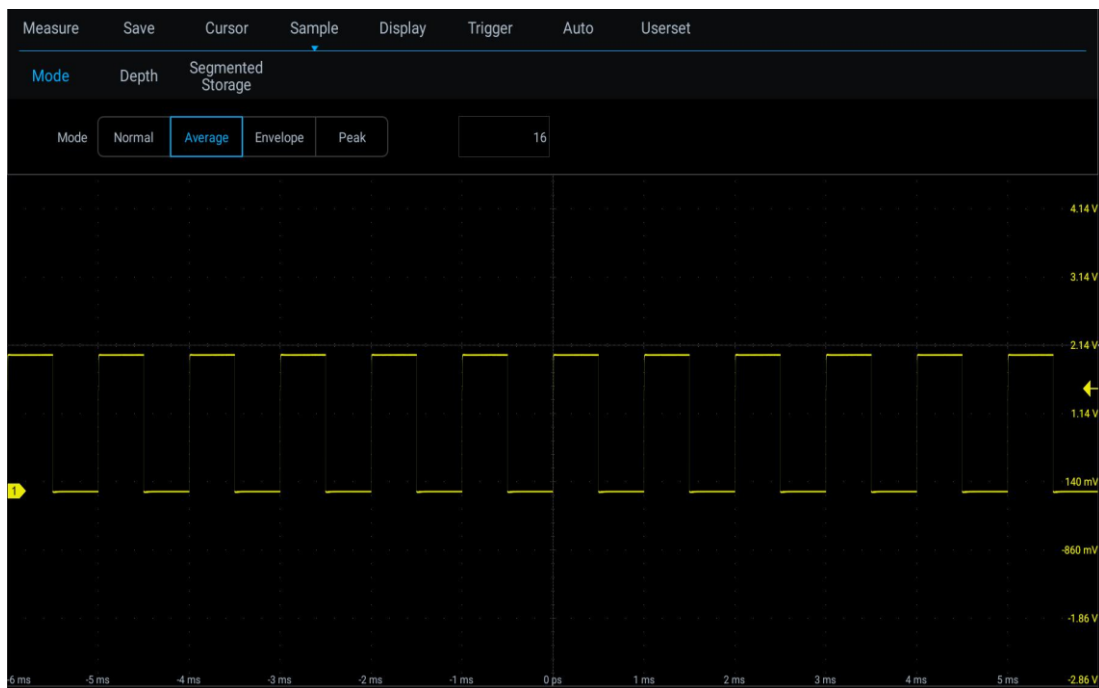 Measure Save Cursor Sample Display Trigger Auto Userset
Mode Depth Segmented
Storage
Mode Normal Average Envelope Peak 16
4.14 V
3.14 V
2.14 V
1.14 V
1
140 mV
-860 mV
-1.86 V
-6 ms -5 ms -4 ms -3 ms -2 ms -1 ms 0 ps 1 ms 2 ms 3 ms 4 ms 5 ms -2.86 V